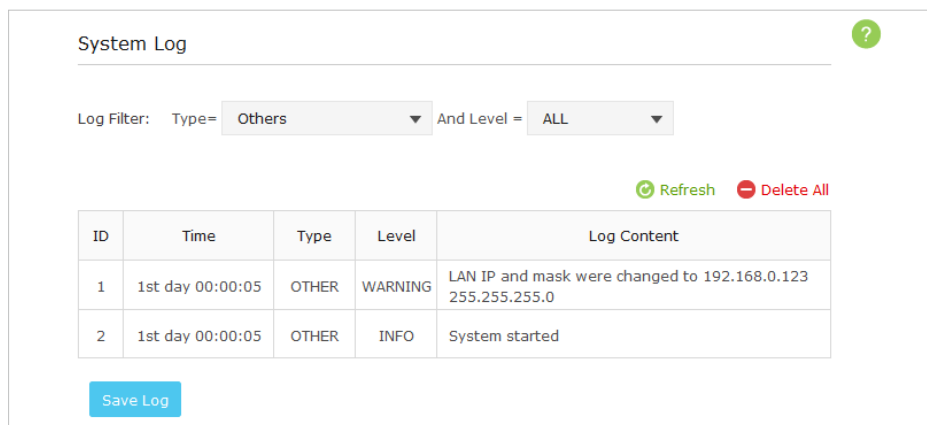 System Log
?
Log Filter: Type= Others And Level = ALL
Refresh Delete All
ID Time Type Level Log Content
1 1st day 00:00:05 OTHER WARNING LAN IP and mask were changed to 192.168.0.123
255.255.255.0
2 1st day 00:00:05 OTHER INFO System started
Save Log